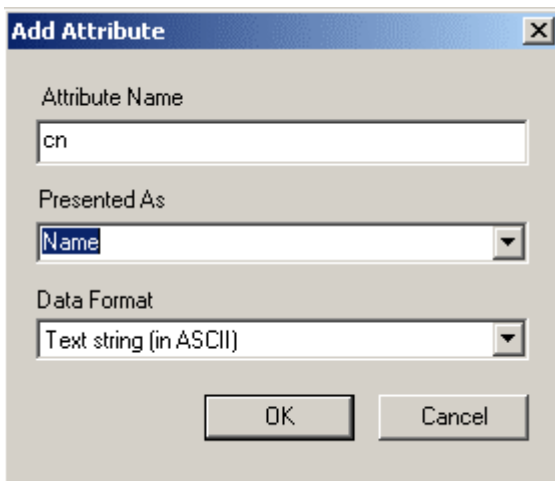 Add Attribute
Attribute Name
cn
Presented As
Name
Data Format
Text string (in ASCII)
OK Cancel